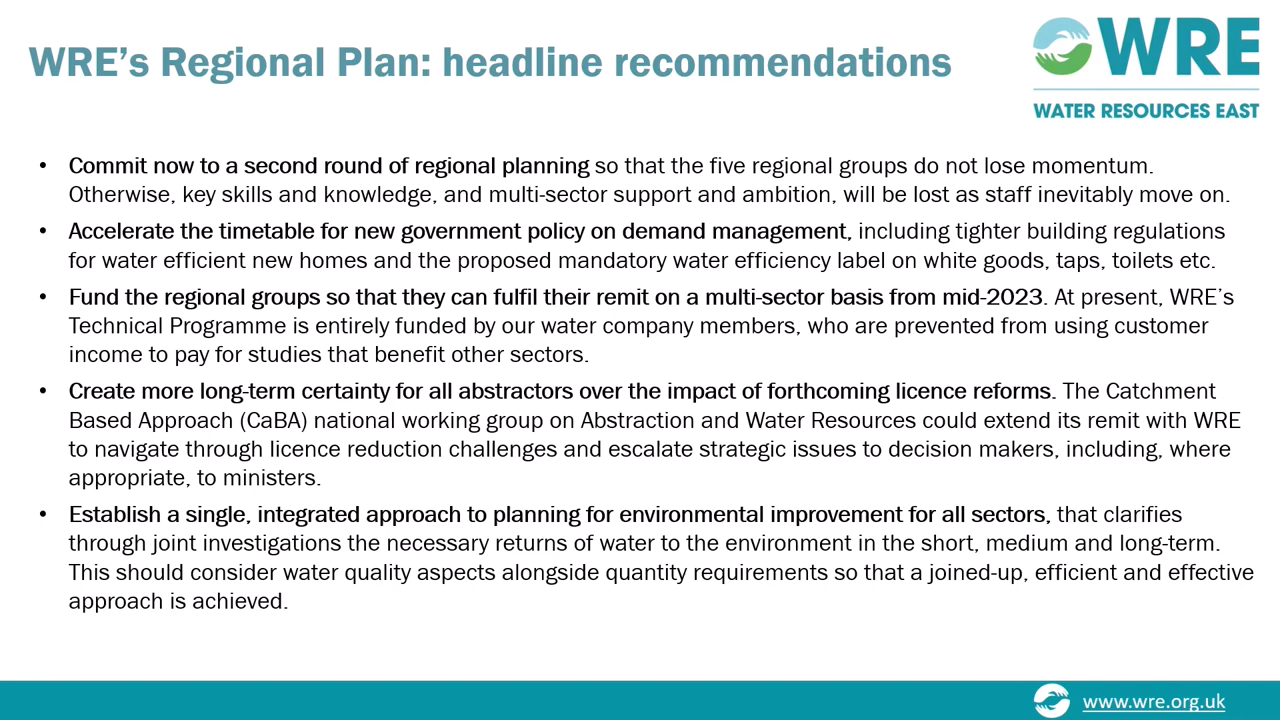 WRE’s Regional Plan: headline recommendations
WRE
WATER RESOURCES EAST
• Commit now to a second round of regional planning so that the five regional groups do not lose momentum.
Otherwise, key skills and knowledge, and multi-sector support and ambition, will be lost as staff inevitably move on.
• Accelerate the timetable for new government policy on demand management, including tighter building regulations
for water efficient new homes and the proposed mandatory water efficiency label on white goods, taps, toilets etc.
• Fund the regional groups so that they can fulfil their remit on a multi-sector basis from mid-2023. At present, WRE’s
Technical Programme is entirely funded by our water company members, who are prevented from using customer
income to pay for studies that benefit other sectors.
• Create more long-term certainty for all abstractors over the impact of forthcoming licence reforms. The Catchment
Based Approach (CaBA) national working group on Abstraction and Water Resources could extend its remit with WRE
to navigate through licence reduction challenges and escalate strategic issues to decision makers, including, where
appropriate, to ministers.
• Establish a single, integrated approach to planning for environmental improvement for all sectors, that clarifies
through joint investigations the necessary returns of water to the environment in the short, medium and long-term.
This should consider water quality aspects alongside quantity requirements so that a joined-up, efficient and effective
approach is achieved.
www.wre.org.uk